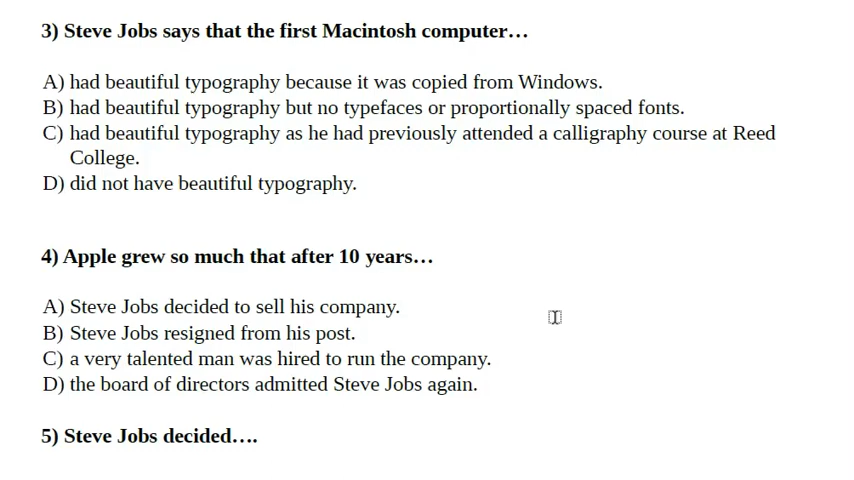 3) Steve Jobs says that the first Macintosh computer…
A) had beautiful typography because it was copied from Windows.
B) had beautiful typography but no typefaces or proportionally spaced fonts.
C) had beautiful typography as he had previously attended a calligraphy course at Reed
College.
D) did not have beautiful typography.
4) Apple grew so much that after 10 years…
A) Steve Jobs decided to sell his company.
B) Steve Jobs resigned from his post.
C) a very talented man was hired to run the company.
D) the board of directors admitted Steve Jobs again.
5) Steve Jobs decided….